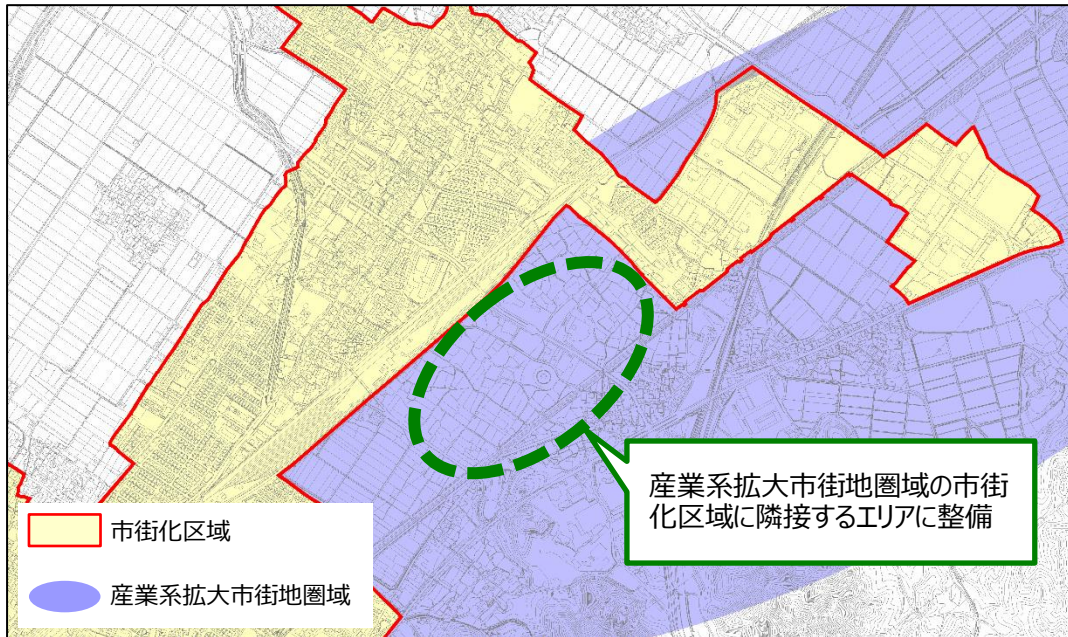 産業系拡大市街地圏域の市街
化区域に隣接するエリアに整備
市街化区域
産業系拡大市街地圏域